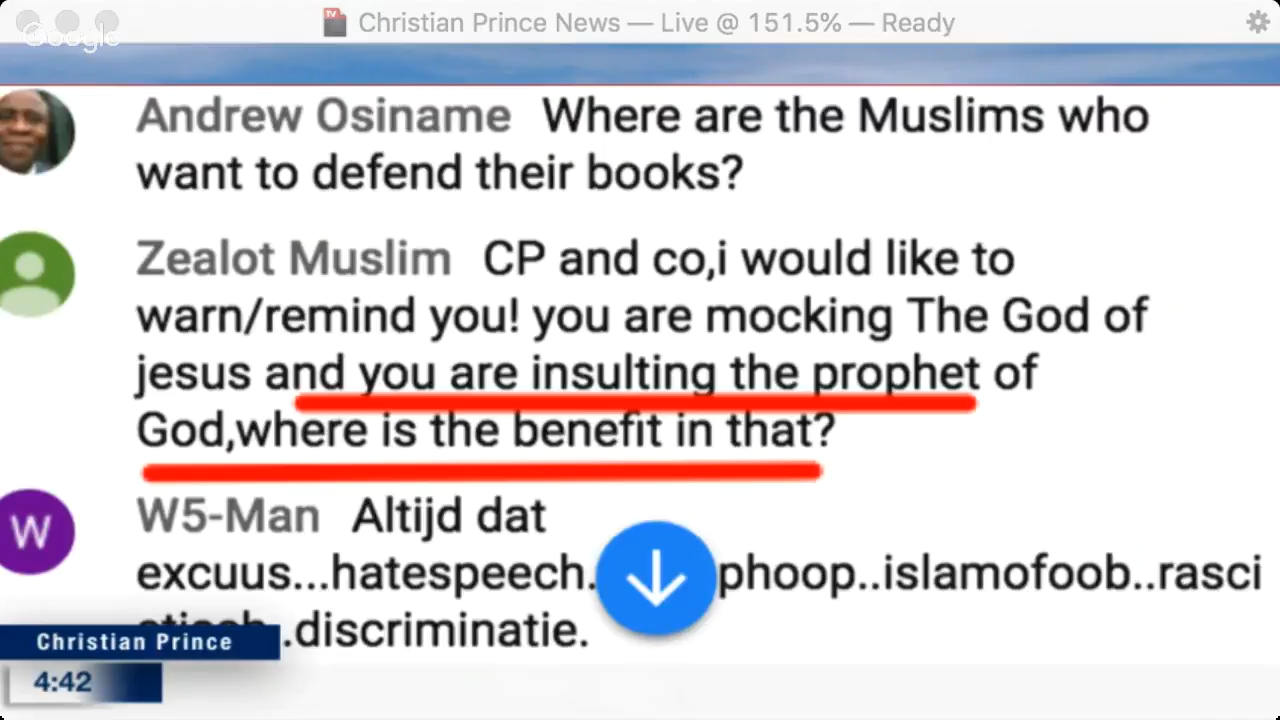 Christian Prince News — Live @ 151.5% — Ready
Google
Andrew Osiname Where are the Muslims who
want to defend their books?
Zealot Muslim CP and co,i would like to
warn/remind you! you are mocking The God of
jesus and you are insulting the prophet of
God,where is the benefit in that?
W5-Man Altijd dat
W
excuus...hatespeech. phoop..islamofoob..rasci
.discriminatie.
Christian Prince
4:42